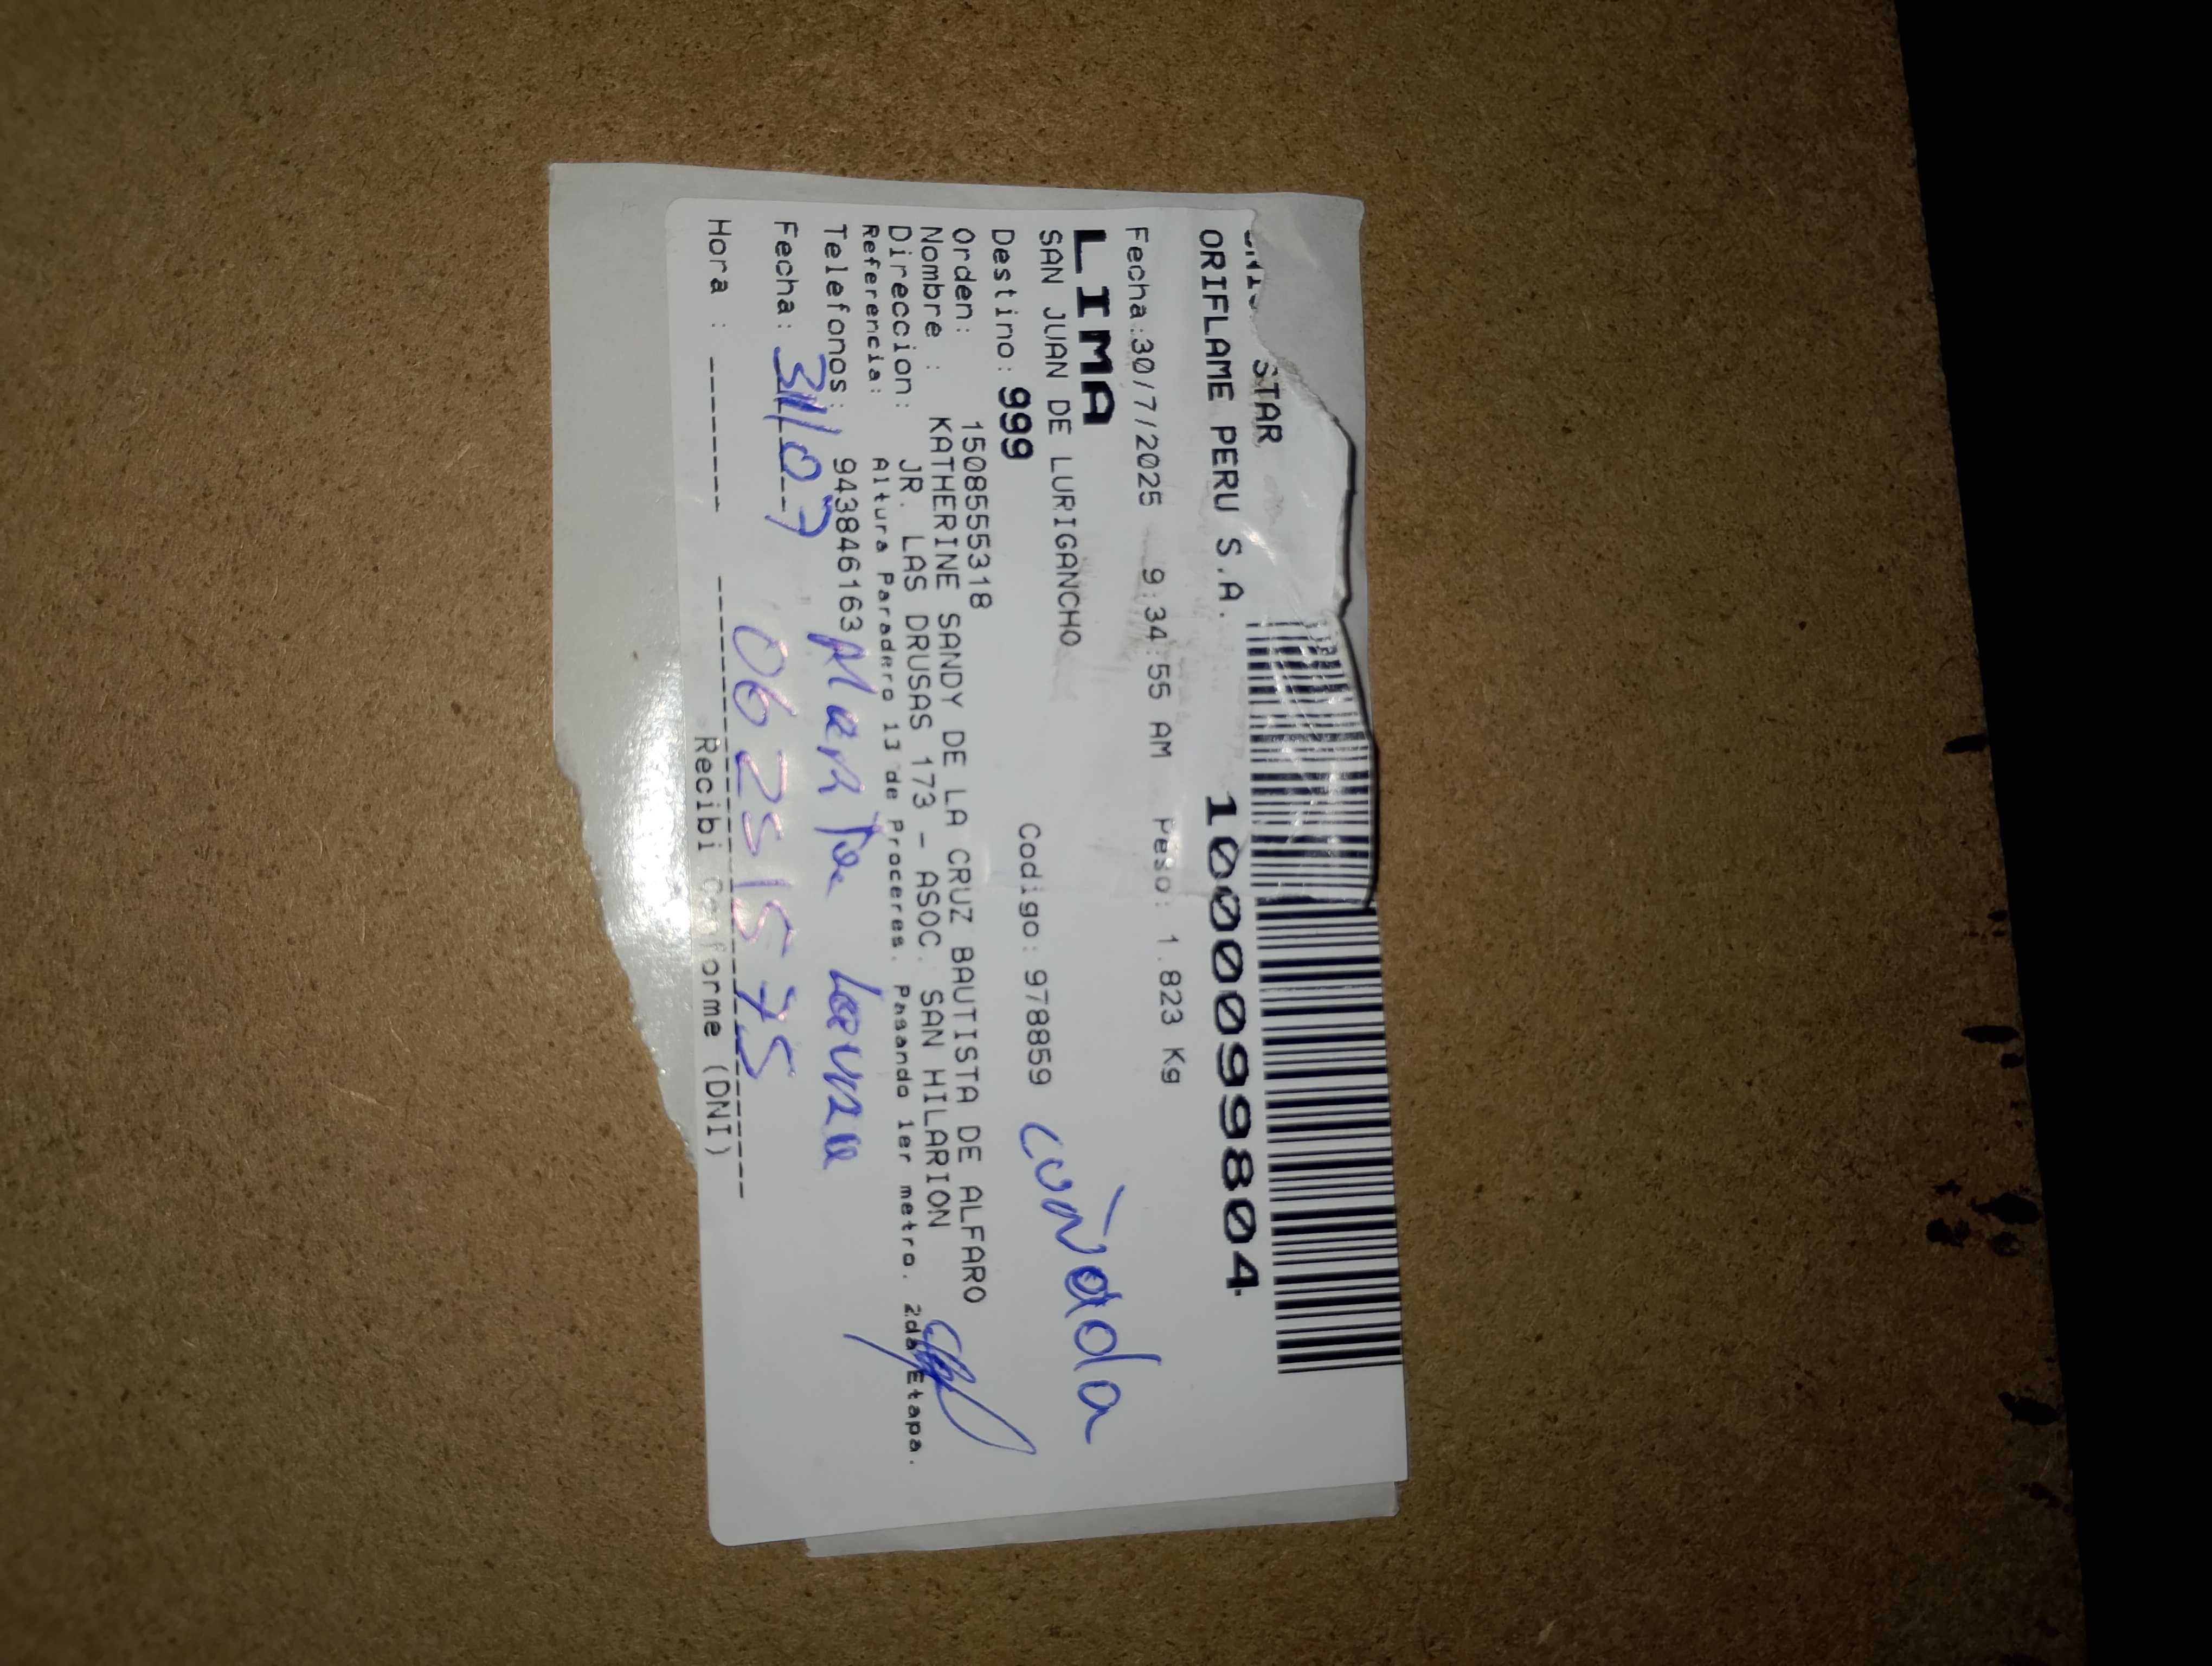 STAR
ORIFLAME PERU S.A.
10000099804
Fecha:30/7/2025 9:34:55 AM Peso: 1.823 Kg
LIMA
SAN JUAN DE LURIGANCHO
Destino: 999 Codigo: 978859 cuñada
Orden: 1508555318
Nombre : KATHERINE SANDY DE LA CRUZ BAUTISTA DE ALFARO
Direccion: JR. LAS DRUSAS 173 - ASOC. SAN HILARION
Referencia: Altura Paradero 13 de Proceres. Pasando 1er metro. 2da Etapa.
Telefonos: 943846163
Fecha: 31/07
06251575
Hora :
Recibi Conforme (DNI)